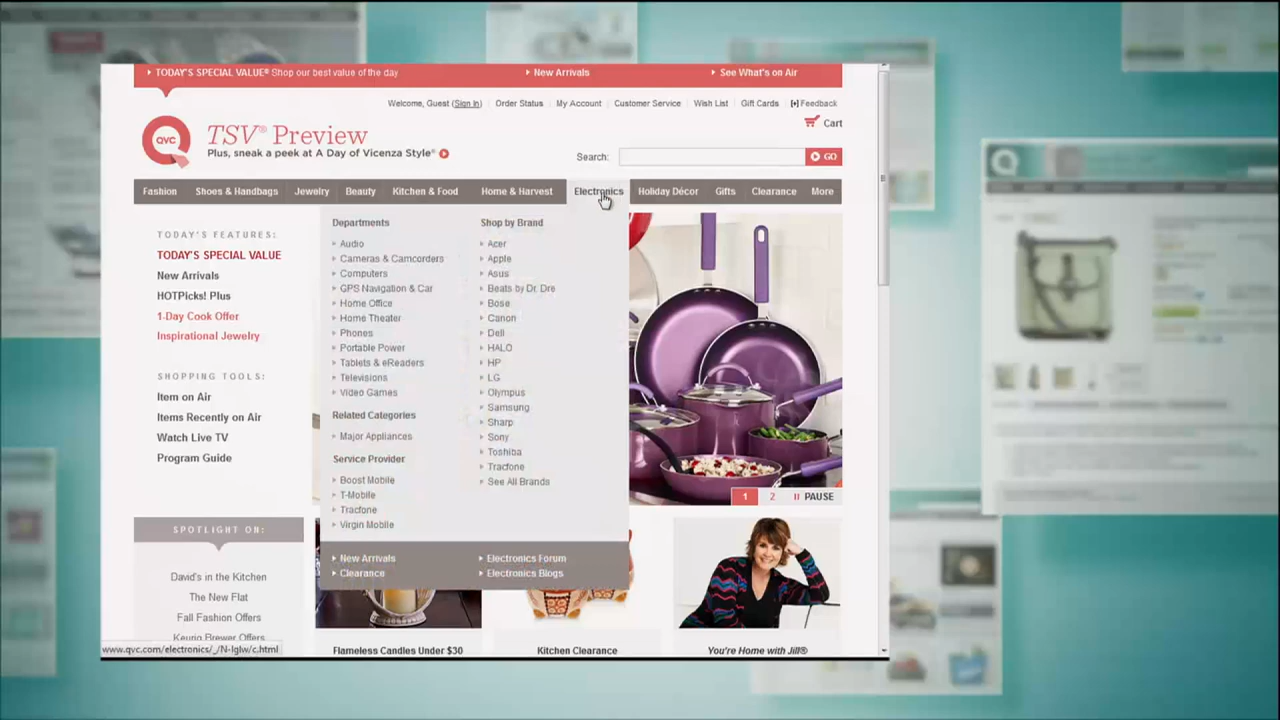 TODAY'S SPECIAL VALUE® Shop our best value of the day
New Arrivals
See What's on Air
Welcome, Guest (Sign In)
Order Status
My Account
Customer Service
Wish List
Gift Cards
[+] Feedback
Cart
QVC
TSV® Preview
Plus, sneak a peek at A Day of Vicenza Style®
Search:
GO
Fashion
Shoes & Handbags
Jewelry
Beauty
Kitchen & Food
Home & Harvest
Electronics
Holiday Décor
Gifts
Clearance
More
TODAY'S FEATURES:
TODAY'S SPECIAL VALUE
New Arrivals
HOTPicks! Plus
1-Day Cook Offer
Inspirational Jewelry
SHOPPING TOOLS:
Item on Air
Items Recently on Air
Watch Live TV
Program Guide
Departments
Audio
Cameras & Camcorders
Computers
GPS Navigation & Car
Home Office
Home Theater
Phones
Portable Power
Tablets & eReaders
Televisions
Video Games
Related Categories
Major Appliances
Service Provider
Boost Mobile
T-Mobile
Tracfone
Virgin Mobile
Shop by Brand
Acer
Apple
Asus
Beats by Dr. Dre
Bose
Canon
Dell
HALO
HP
LG
Olympus
Samsung
Sharp
Sony
Toshiba
Tracfone
See All Brands
New Arrivals
Clearance
Electronics Forum
Electronics Blogs
1 2 PAUSE
SPOTLIGHT ON:
David's in the Kitchen
The New Flat
Fall Fashion Offers
Keurig Brewer Offers
Flameless Candles Under $30
Kitchen Clearance
You're Home with Jill®
www.qvc.com/electronics/_/N-lglw/c.html